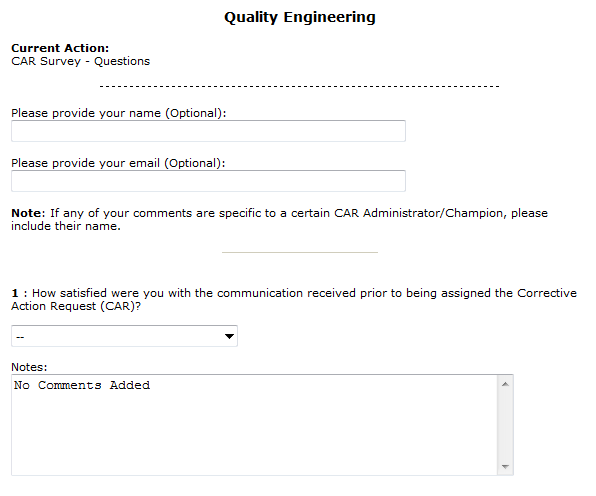 Quality Engineering
Current Action:
CAR Survey - Questions
Please provide your name (Optional):
Please provide your email (Optional):
Note: If any of your comments are specific to a certain CAR Administrator/Champion, please
include their name.
1 : How satisfied were you with the communication received prior to being assigned the Corrective
Action Request (CAR)?
--
Notes:
No Comments Added